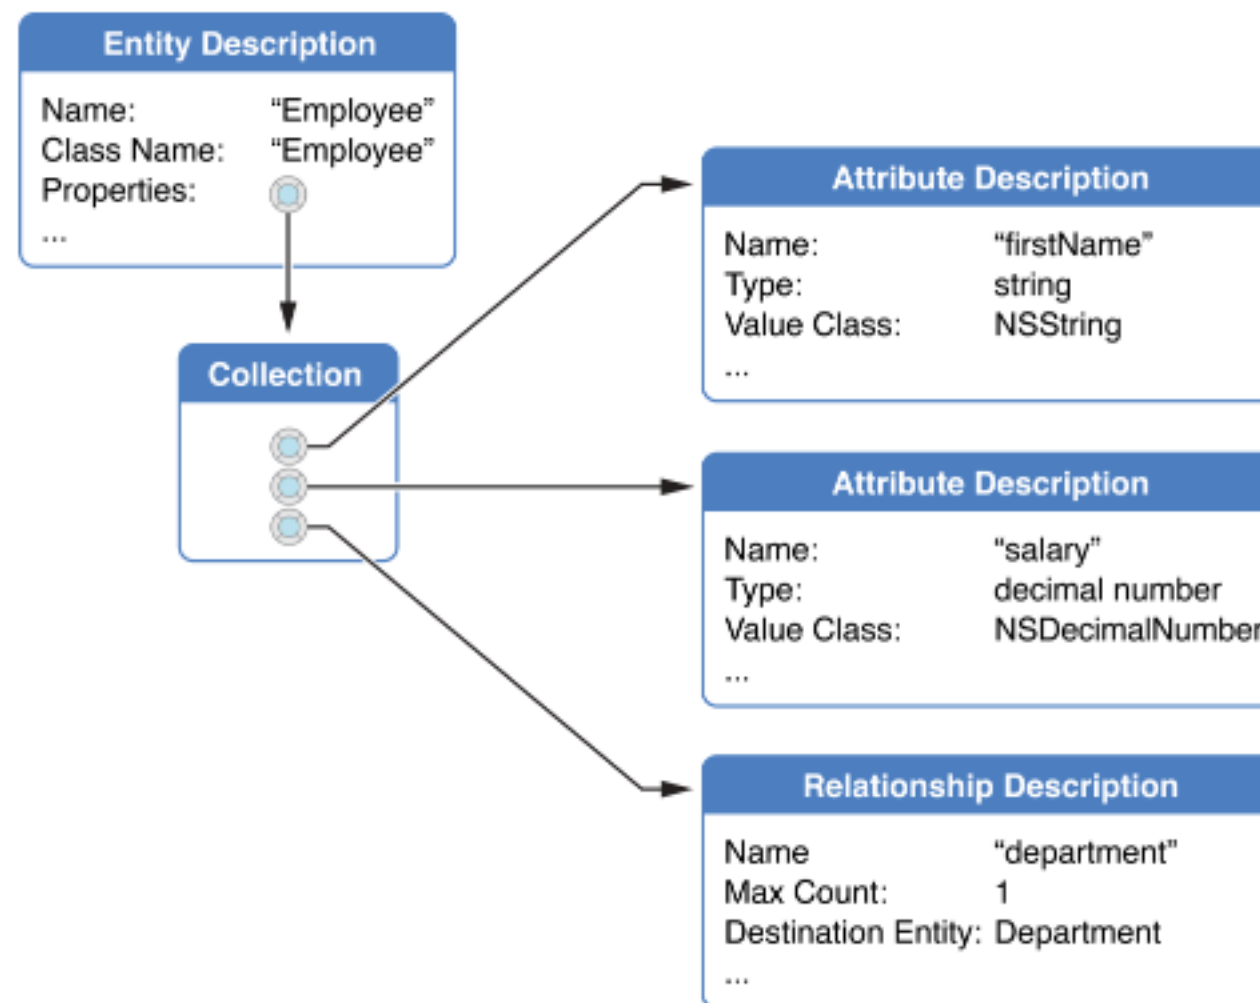 Entity Description
Name: “Employee”
Class Name: “Employee”
Properties:
...
Collection
Attribute Description
Name: “firstName”
Type: string
Value Class: NSString
...
Attribute Description
Name: “salary”
Type: decimal number
Value Class: NSDecimalNumber
...
Relationship Description
Name “department”
Max Count: 1
Destination Entity: Department
...